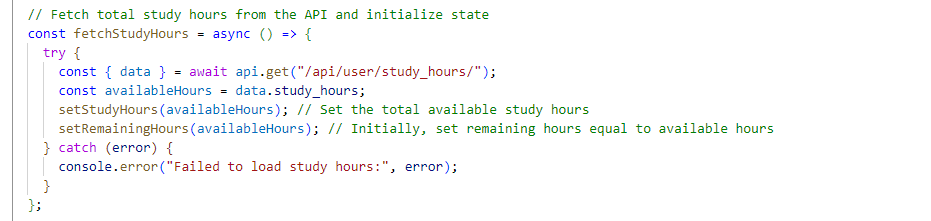 // Fetch total study hours from the API and initialize state
const fetchStudyHours = async () => {
try {
const { data } = await api.get("/api/user/study_hours/");
const availableHours = data.study_hours;
setStudyHours(availableHours); // Set the total available study hours
setRemainingHours(availableHours); // Initially, set remaining hours equal to available hours
} catch (error) {
console.error("Failed to load study hours:", error);
}
};